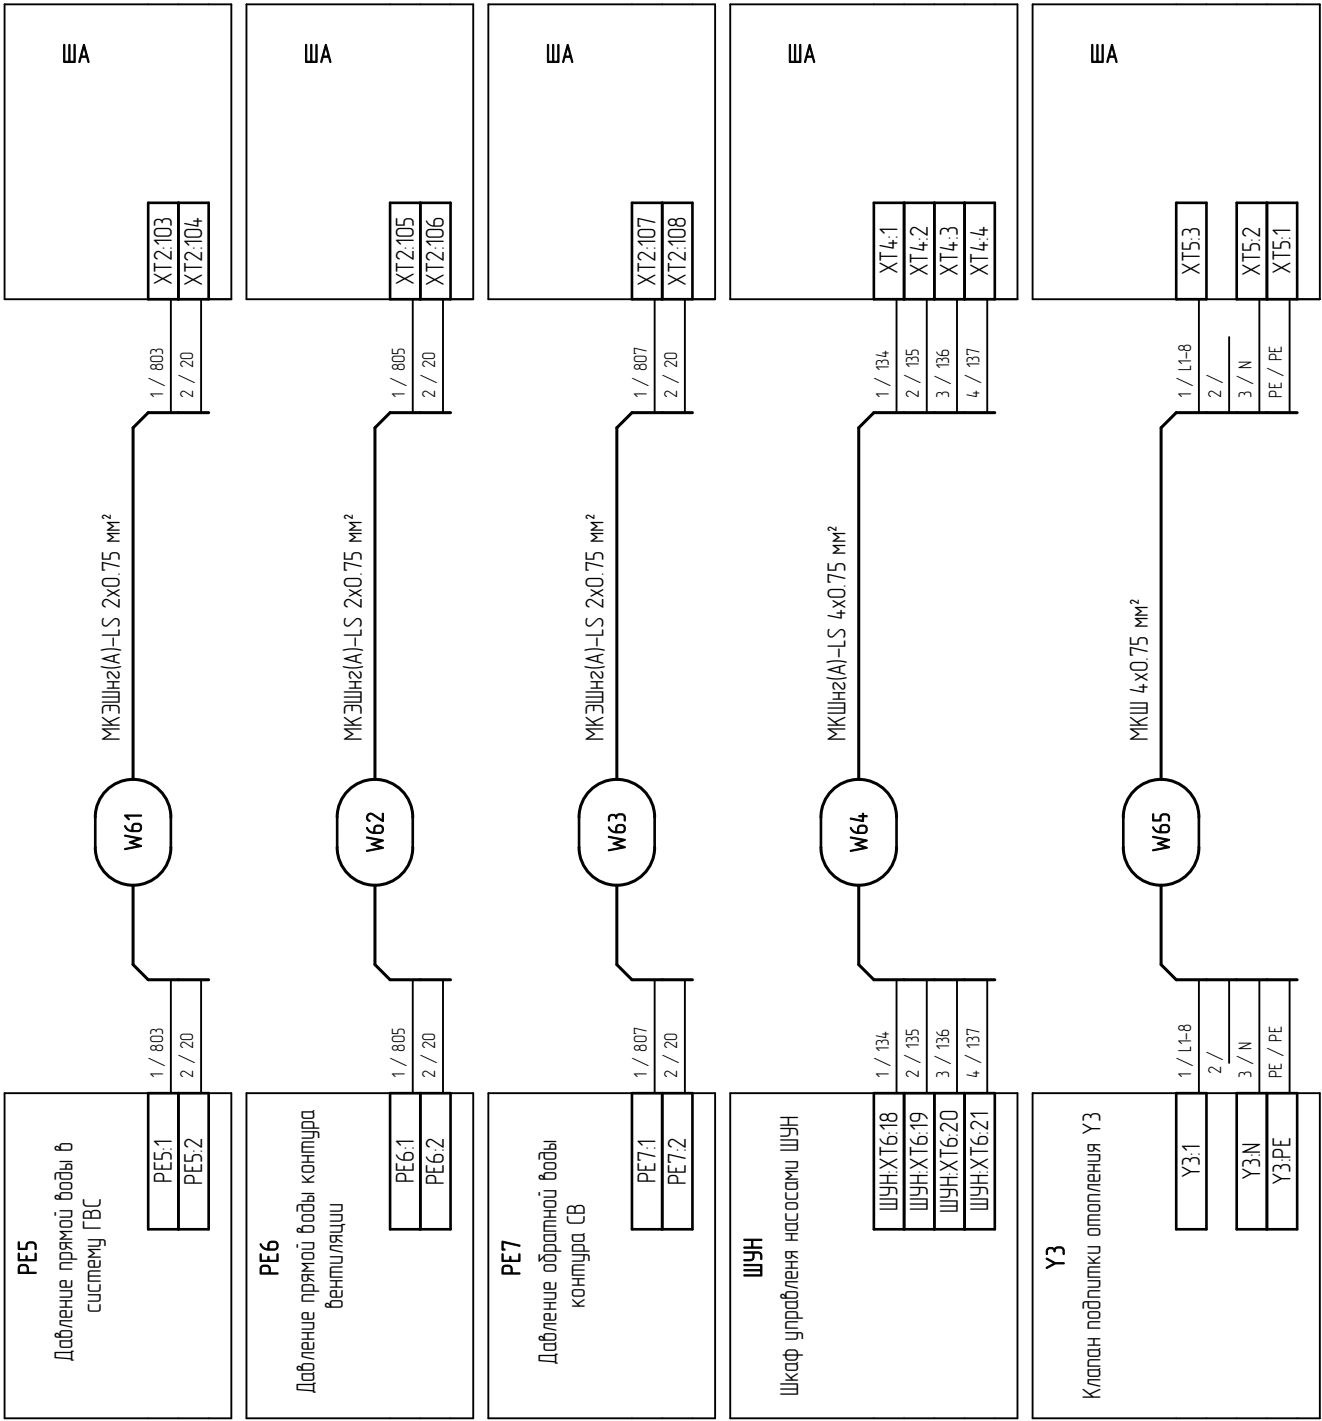 PE5
Давление прямой воды в
систему ГВС
PE5:1
PE5:2
1 / 803
2 / 20
W61
МКЭШнг(А)-LS 2x0.75 мм²
1 / 803
2 / 20
XT2:103
XT2:104
ША
PE6
Давление прямой воды контура
вентиляции
PE6:1
PE6:2
1 / 805
2 / 20
W62
МКЭШнг(А)-LS 2x0.75 мм²
1 / 805
2 / 20
XT2:105
XT2:106
ША
PE7
Давление обратной воды
контура СВ
PE7:1
PE7:2
1 / 807
2 / 20
W63
МКЭШнг(А)-LS 2x0.75 мм²
1 / 807
2 / 20
XT2:107
XT2:108
ША
ШУН
Шкаф управленя насосами ШУН
ШУН:XT6:18
ШУН:XT6:19
ШУН:XT6:20
ШУН:XT6:21
1 / 134
2 / 135
3 / 136
4 / 137
W64
МКШнг(А)-LS 4x0.75 мм²
1 / 134
2 / 135
3 / 136
4 / 137
XT4:1
XT4:2
XT4:3
XT4:4
ША
Y3
Клапан подпитки отопления Y3
Y3:1
Y3:N
Y3:PE
1 / L1-8
2 /
3 / N
PE / PE
W65
МКШ 4x0.75 мм²
1 / L1-8
2 /
3 / N
PE / PE
XT5:3
XT5:2
XT5:1
ША